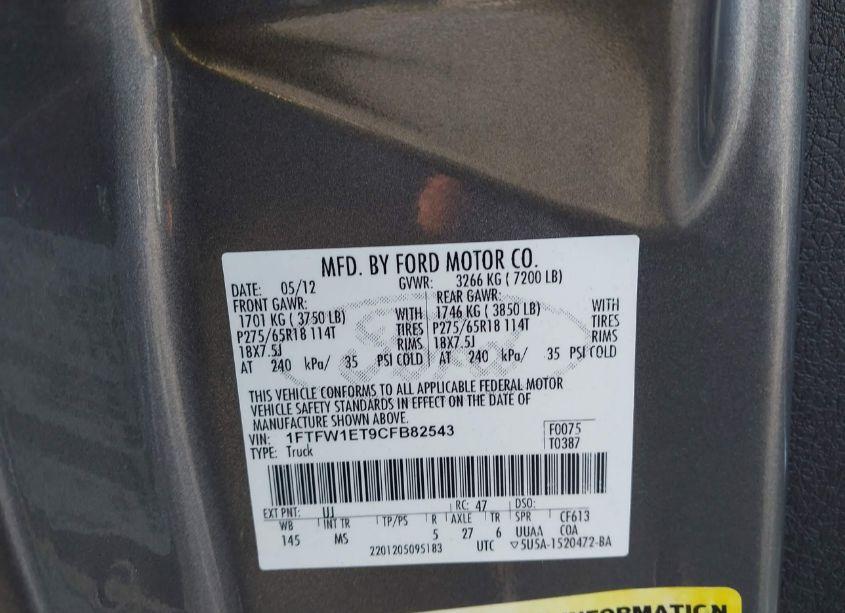 MFD. BY FORD MOTOR CO.
DATE: 05/12 GVWR: 3266 KG ( 7200 LB)
FRONT GAWR: REAR GAWR:
1701 KG ( 3750 LB) WITH 1746 KG ( 3850 LB) WITH
P275/65R18 114T TIRES P275/65R18 114T TIRES
18X7.5J RIMS 18X7.5J RIMS
AT 240 kPa/ 35 PSI COLD AT 240 kPa/ 35 PSI COLD
THIS VEHICLE CONFORMS TO ALL APPLICABLE FEDERAL MOTOR
VEHICLE SAFETY STANDARDS IN EFFECT ON THE DATE OF
MANUFACTURE SHOWN ABOVE.
VIN: 1FTFW1ET9CFB82543 F0075
TYPE: Truck T0387
EXT PNT: UJ RC: 47 DSO:
WB INT TR TP/PS R AXLE TR SPR CF613
145 MS 5 27 6 UUAA COA
2201205095183 UTC ▽5U5A-1520472-BA
INFORMATION